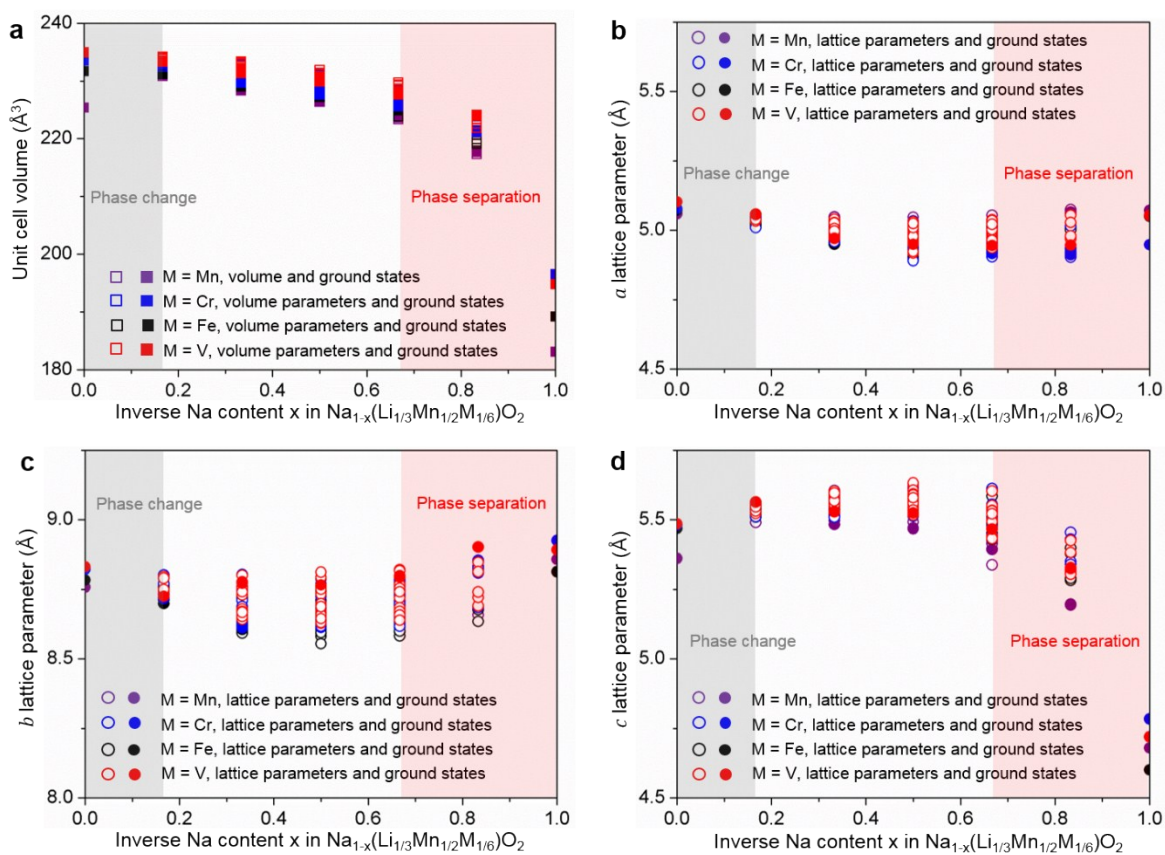 a
240
220
200
180
Unit cell volume (Å³)
Phase change
Phase separation
M = Mn, volume and ground states
M = Cr, volume parameters and ground states
M = Fe, volume parameters and ground states
M = V, volume parameters and ground states
0.0 0.2 0.4 0.6 0.8 1.0
Inverse Na content x in Na₁₋ₓ(Li₁/₃Mn₁/₂M₁/₆)O₂
b
5.5
5.0
4.5
a lattice parameter (Å)
M = Mn, lattice parameters and ground states
M = Cr, lattice parameters and ground states
M = Fe, lattice parameters and ground states
M = V, lattice parameters and ground states
Phase change
Phase separation
0.0 0.2 0.4 0.6 0.8 1.0
Inverse Na content x in Na₁₋ₓ(Li₁/₃Mn₁/₂M₁/₆)O₂
c
9.0
8.5
8.0
b lattice parameter (Å)
Phase change
Phase separation
M = Mn, lattice parameters and ground states
M = Cr, lattice parameters and ground states
M = Fe, lattice parameters and ground states
M = V, lattice parameters and ground states
0.0 0.2 0.4 0.6 0.8 1.0
Inverse Na content x in Na₁₋ₓ(Li₁/₃Mn₁/₂M₁/₆)O₂
d
5.5
5.0
4.5
c lattice parameter (Å)
Phase change
Phase separation
M = Mn, lattice parameters and ground states
M = Cr, lattice parameters and ground states
M = Fe, lattice parameters and ground states
M = V, lattice parameters and ground states
0.0 0.2 0.4 0.6 0.8 1.0
Inverse Na content x in Na₁₋ₓ(Li₁/₃Mn₁/₂M₁/₆)O₂